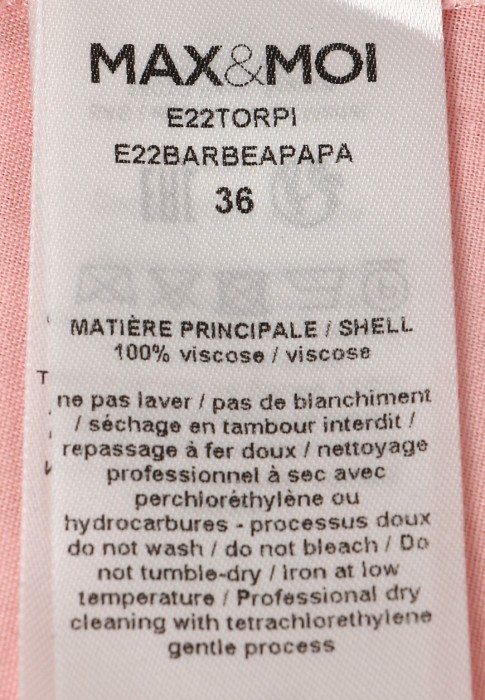 MAX&MOI
E22TORPI
E22BARBEAPAPA
36
MATIÈRE PRINCIPALE / SHELL
100% viscose / viscose
ne pas laver / pas de blanchiment
/ séchage en tambour interdit /
repassage à fer doux / nettoyage
professionnel à sec avec
perchloréthylène ou
hydrocarbures - processus doux
do not wash / do not bleach / Do
not tumble-dry / Iron at low
temperature / Professional dry
cleaning with tetrachlorethylene
gentle process